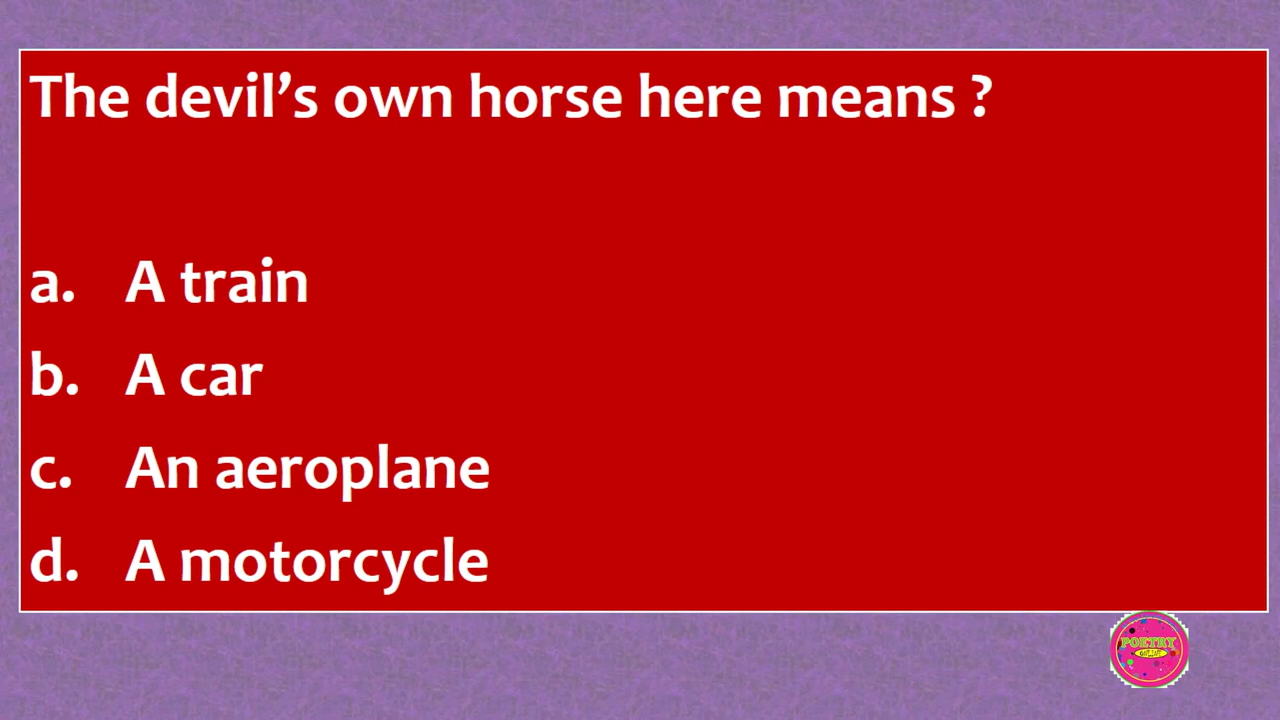 The devil’s own horse here means ?
a. A train
b. A car
c. An aeroplane
d. A motorcycle
POETRY